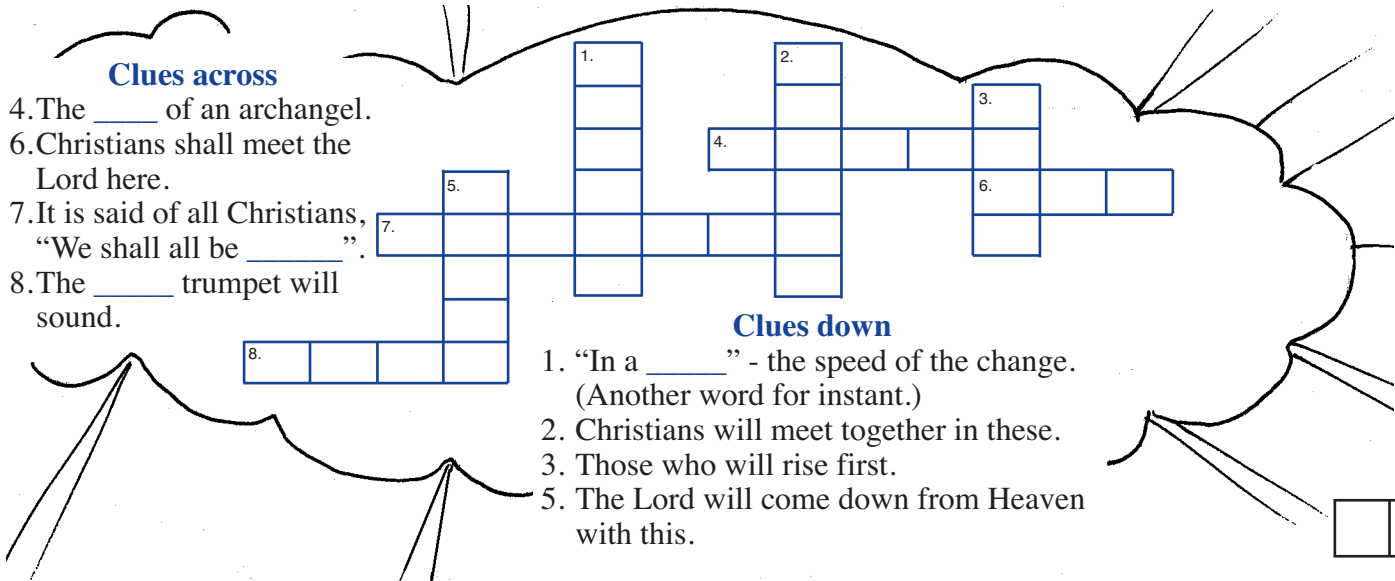 Clues across
4.The ____ of an archangel.
6.Christians shall meet the
Lord here.
7.It is said of all Christians,
“We shall all be ______”.
8.The _____ trumpet will
sound.
1.
2.
3.
4.
5.
6.
7.
8.
Clues down
1. “In a _____” - the speed of the change.
(Another word for instant.)
2. Christians will meet together in these.
3. Those who will rise first.
5. The Lord will come down from Heaven
with this.